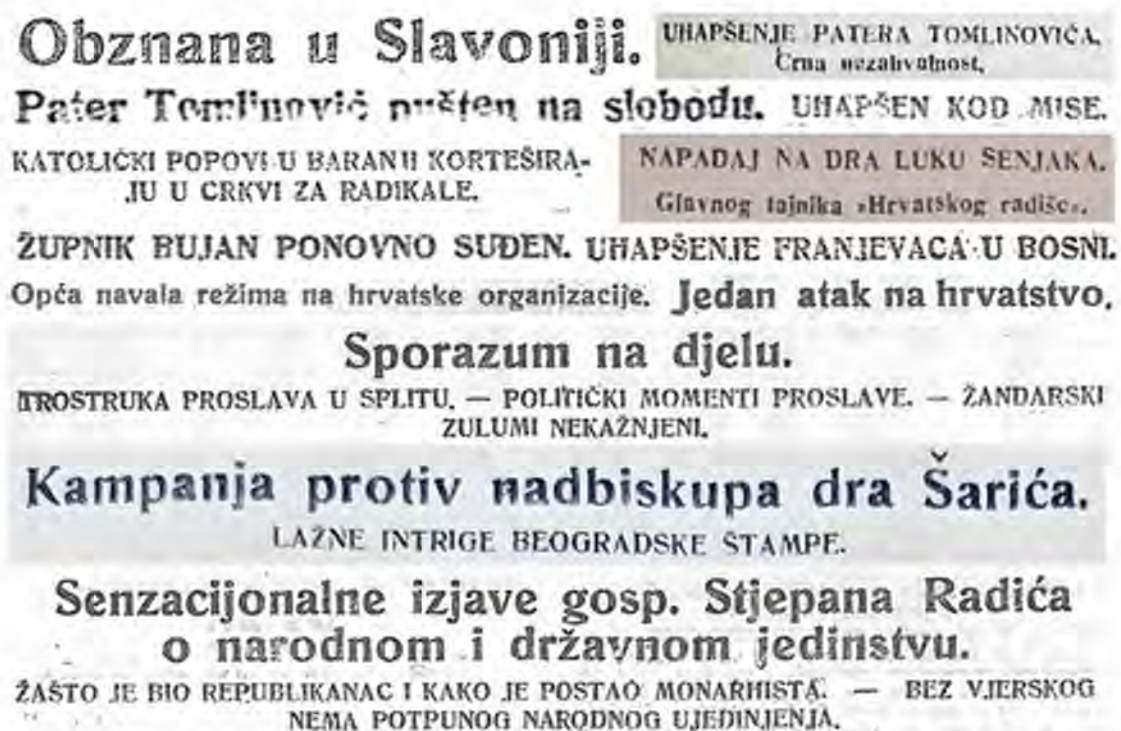 Obznana u Slavoniji.
UHAPŠENJE PATERA TOMLINOVIĆA.
Crna nezahvalnost.
Pater Tomlinović pušten na slobodu.
UHAPŠEN KOD MISE.
KATOLIČKI POPOVI U BARANJI KORTEŠIRA-
JU U CRKVI ZA RADIKALE.
NAPADAJ NA DRA LUKU SENJAKA.
Glavnog tajnika »Hrvatskog radiše«.
ŽUPNIK BUJAN PONOVNO SUĐEN.
UHAPŠENJE FRANJEVACA U BOSNI.
Opća navala režima na hrvatske organizacije.
Jedan atak na hrvatstvo.
Sporazum na djelu.
TROSTRUKA PROSLAVA U SPLITU. — POLITIČKI MOMENTI PROSLAVE. — ŽANDARSKI
ZULUMI NEKAŽNJENI.
Kampanja protiv nadbiskupa dra Šarića.
LAŽNE INTRIGE BEOGRADSKE ŠTAMPE.
Senzacijonalne izjave gosp. Stjepana Radića
o narodnom i državnom jedinstvu.
ZAŠTO JE BIO REPUBLIKANAC I KAKO JE POSTAO MONARHISTA. — BEZ VJERSKOG
NEMA POTPUNOG NARODNOG UJEDINJENJA.